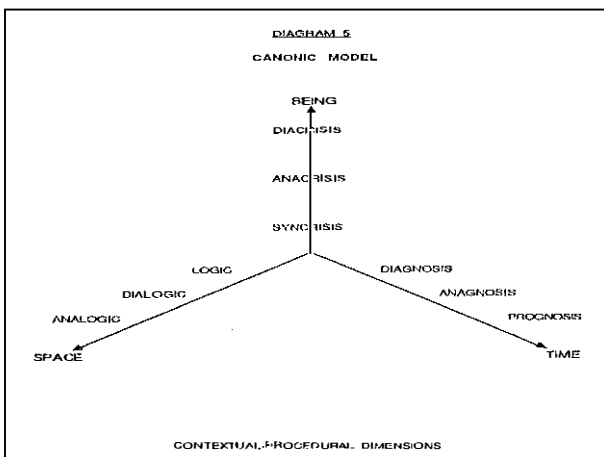 DIAGRAM 5
CANONIC MODEL
BEING
DIACRISIS
ANACRISIS
SYNCRISIS
LOGIC
DIALOGIC
ANALOGIC
SPACE
DIAGNOSIS
ANAGNOSIS
PROGNOSIS
TIME
CONTEXTUAL-PROCEDURAL DIMENSIONS